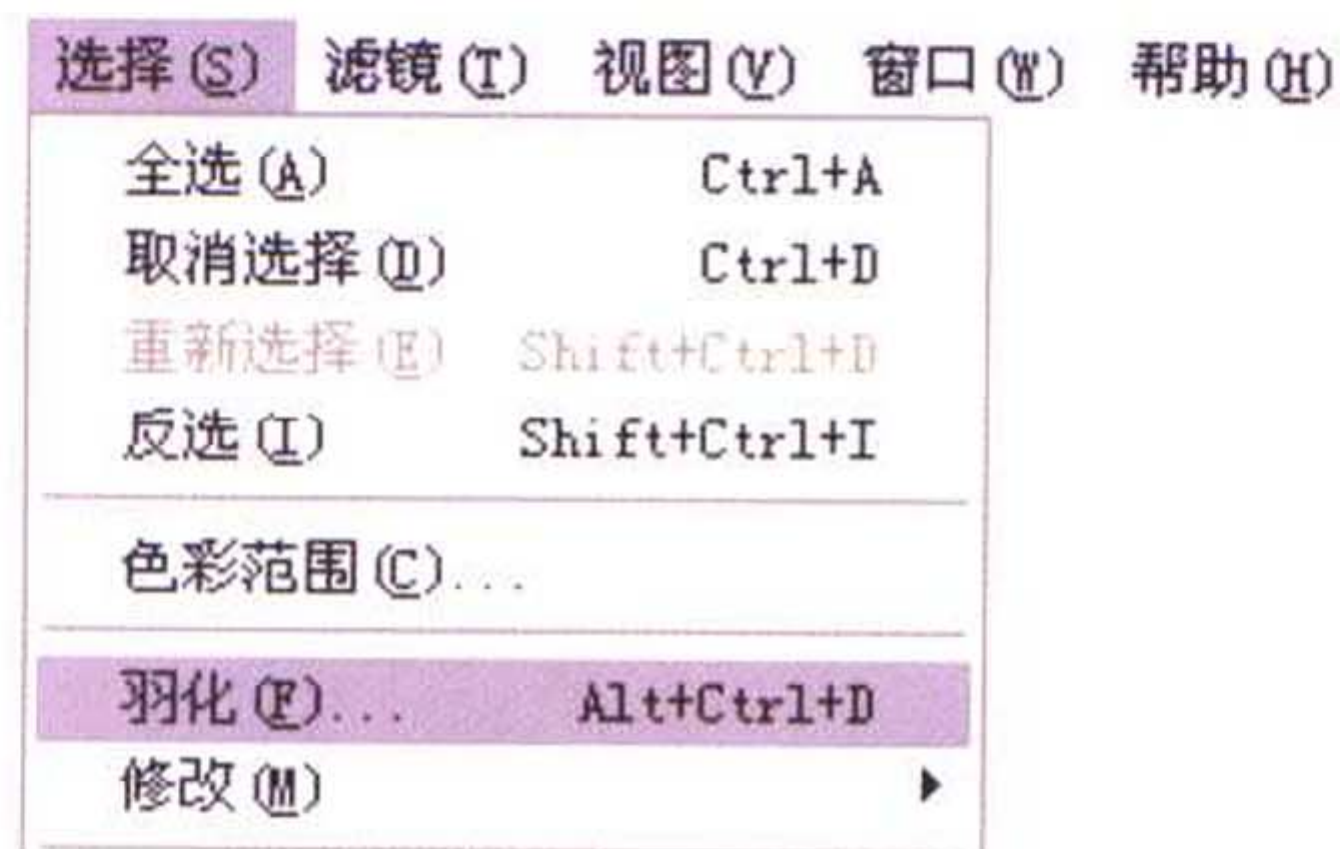 选择(S) 滤镜(T) 视图(V) 窗口(W) 帮助(H)
全选(A) Ctrl+A
取消选择(D) Ctrl+D
重新选择(E) Shift+Ctrl+D
反选(I) Shift+Ctrl+I
色彩范围(C)...
羽化(F)... Alt+Ctrl+D
修改(M)